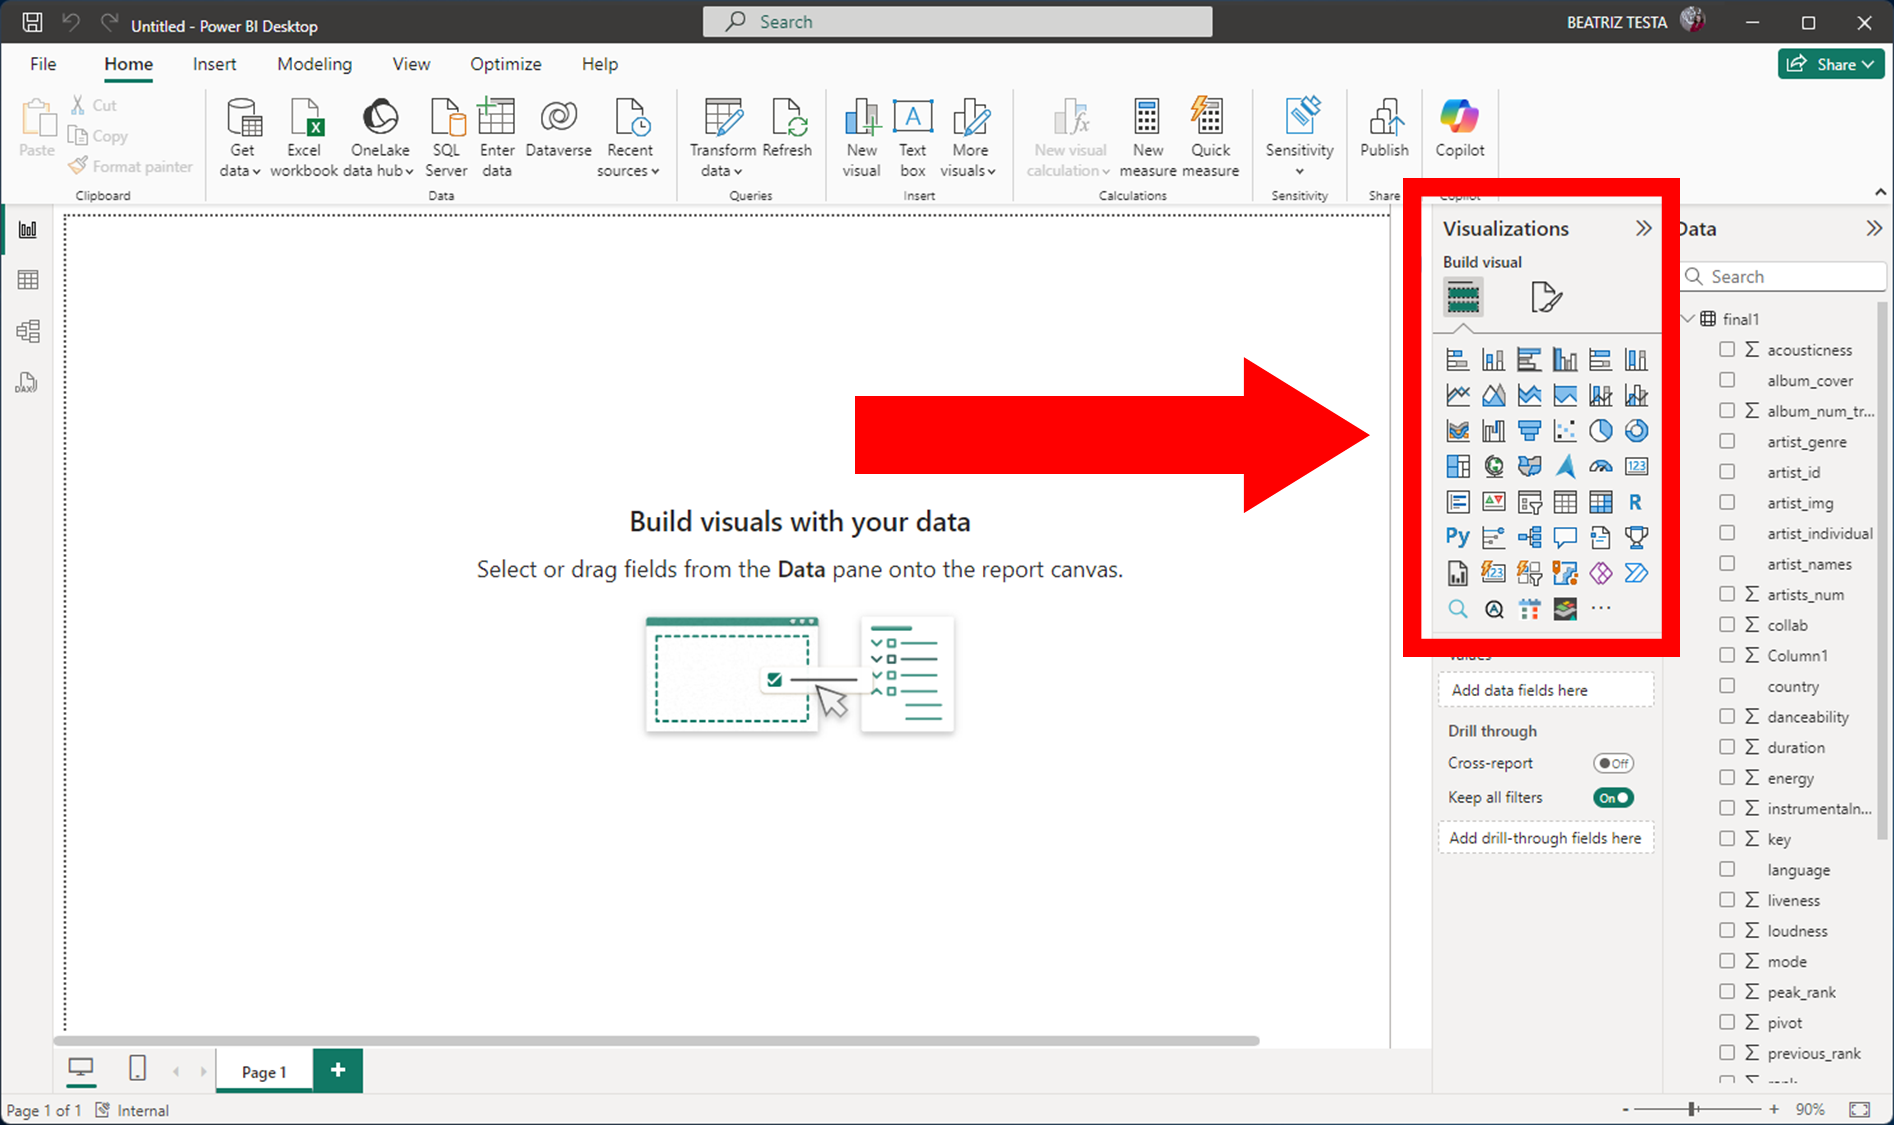 Untitled - Power BI Desktop
Search
BEATRIZ TESTA
File Home Insert Modeling View Optimize Help
Share
Paste
Cut
Copy
Format painter
Clipboard
Get data
Excel workbook
OneLake data hub
SQL Server
Enter data
Dataverse
Recent sources
Data
Transform data
Refresh
Queries
New visual
Text box
More visuals
Insert
New visual calculation
New measure
Quick measure
Calculations
Sensitivity
Sensitivity
Publish
Share
Copilot
Visualizations
Build visual
123
R
Py
123
Add data fields here
Drill through
Cross-report
Off
Keep all filters
On
Add drill-through fields here
Search
final1
acousticness
album_cover
album_num_tr...
artist_genre
artist_id
artist_img
artist_individual
artist_names
artists_num
collab
Column1
country
danceability
duration
energy
instrumentaln...
key
language
liveness
loudness
mode
peak_rank
pivot
previous_rank
Build visuals with your data
Select or drag fields from the Data pane onto the report canvas.
DAX
Page 1
Page 1 of 1
Internal
90%